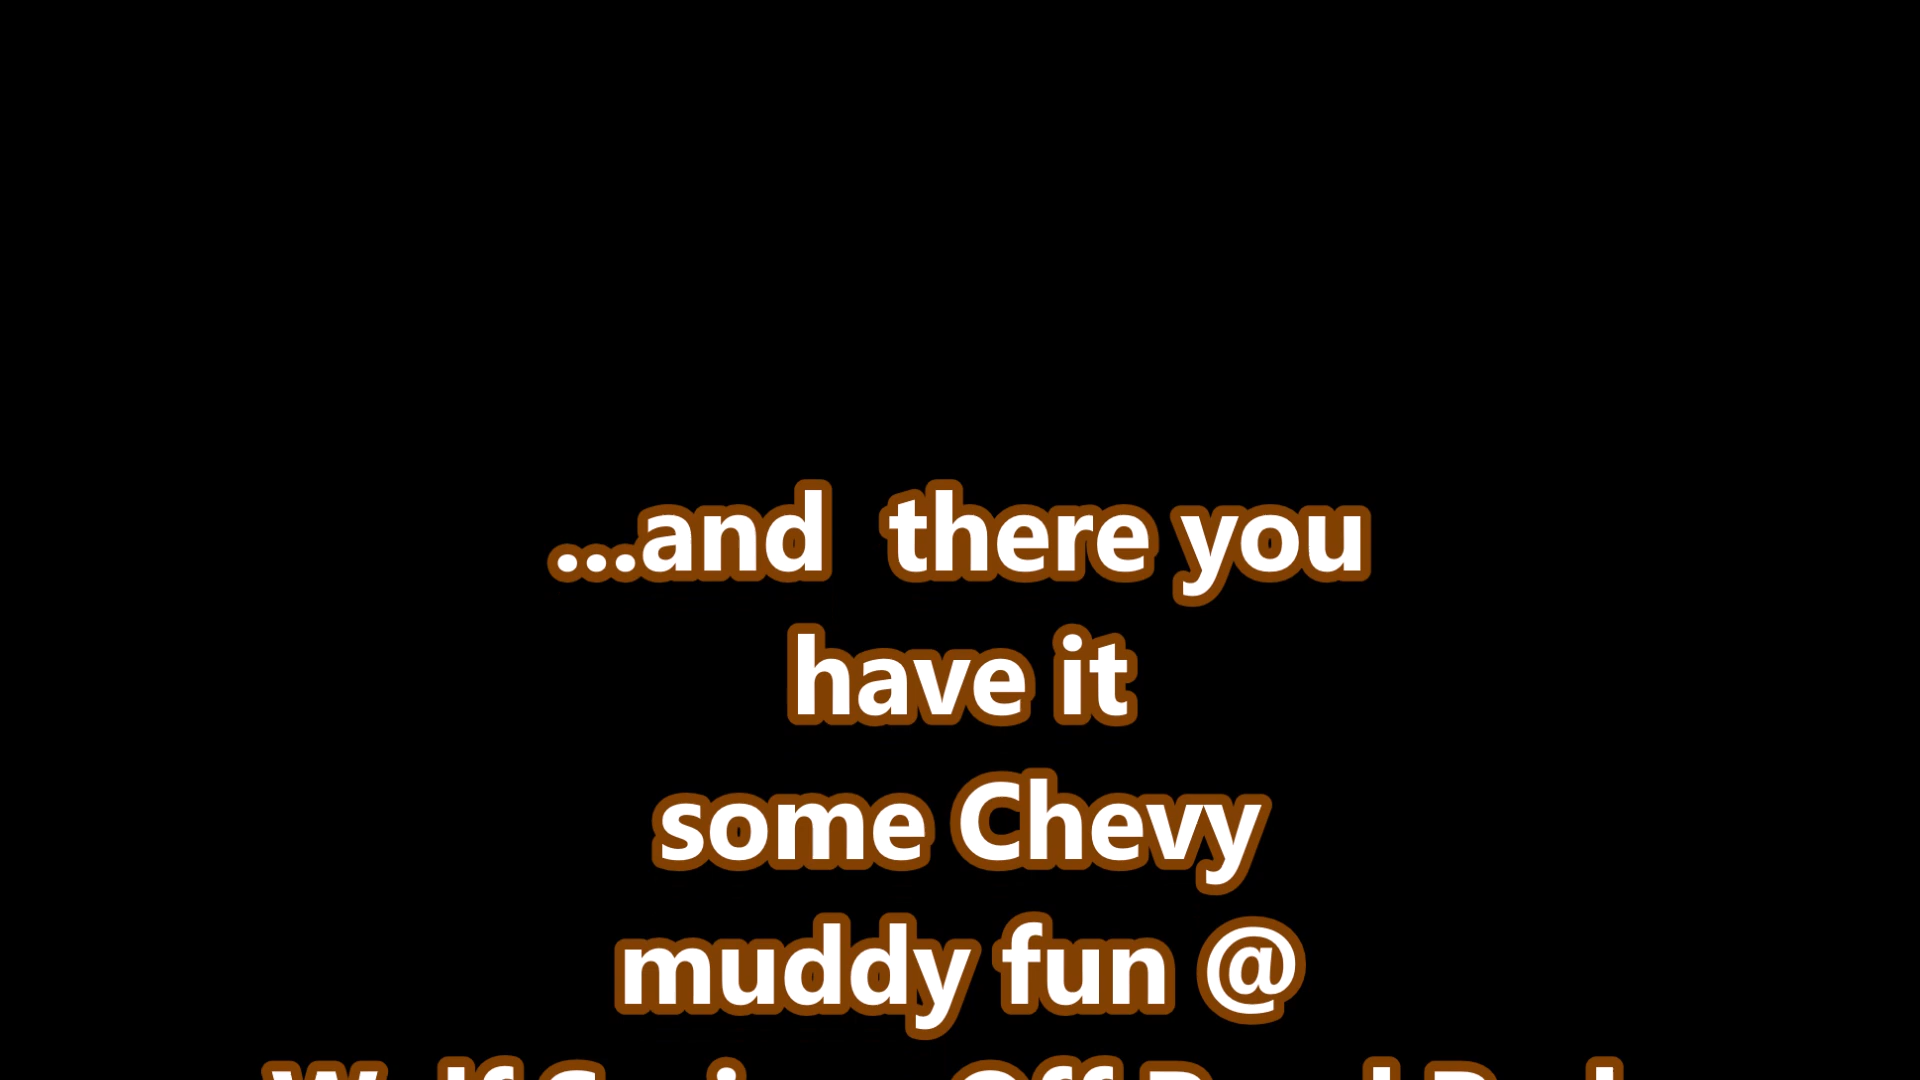 ...and  there you
have it
some Chevy
muddy fun @